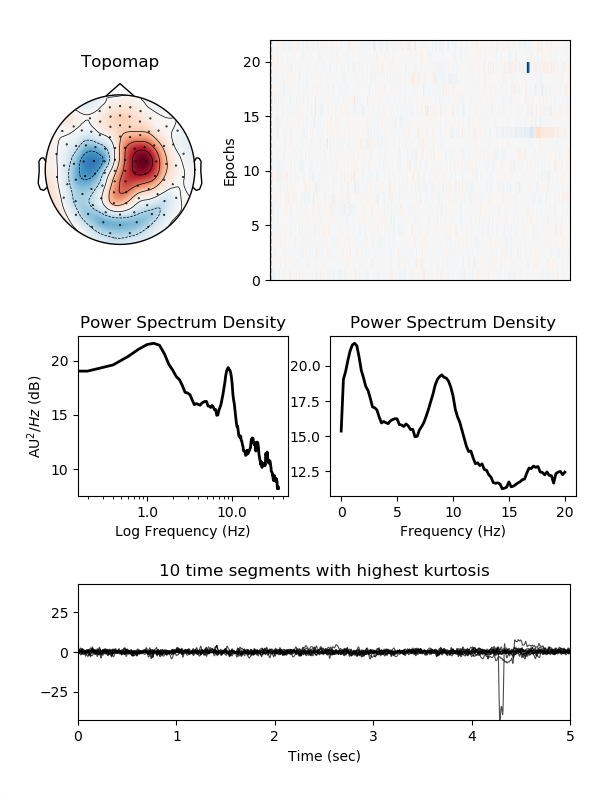 Topomap
Epochs
20
15
10
5
0
Power Spectrum Density
AU²/Hz (dB)
20
15
10
1.0 10.0
Log Frequency (Hz)
Power Spectrum Density
20.0
17.5
15.0
12.5
0 5 10 15 20
Frequency (Hz)
10 time segments with highest kurtosis
25
0
−25
0 1 2 3 4 5
Time (sec)